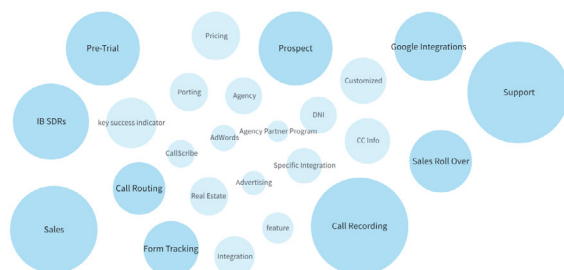 Pricing
Pre-Trial
Prospect
Google Integrations
Customized
Porting
Agency
Support
DNI
IB SDRs
key success indicator
Agency Partner Program
AdWords
CC Info
CallScribe
Sales Roll Over
Specific Integration
Advertising
Call Routing
Real Estate
Call Recording
feature
Sales
Form Tracking
Integration